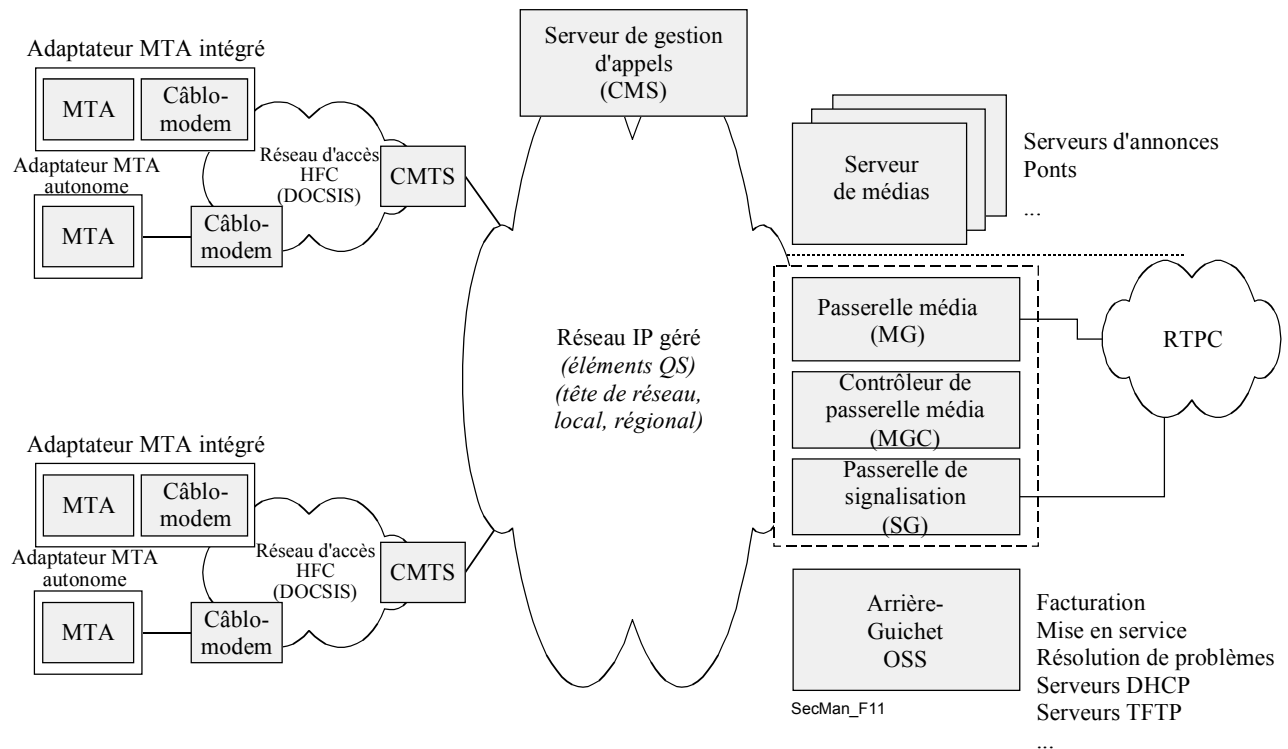 Adaptateur MTA intégré
MTA
Câblo-
modem
Adaptateur MTA
autonome
MTA
Câblo-
modem
Réseau d'accès
HFC
(DOCSIS)
CMTS
Serveur de gestion
d'appels
(CMS)
Serveur
de médias
Serveurs d'annonces
Ponts
...
Réseau IP géré
(éléments QS)
(tête de réseau,
local, régional)
Passerelle média
(MG)
Contrôleur de
passerelle média
(MGC)
Passerelle de
signalisation
(SG)
RTPC
Adaptateur MTA intégré
MTA
Câblo-
modem
Adaptateur MTA
autonome
MTA
Câblo-
modem
Réseau d'accès
HFC
(DOCSIS)
CMTS
Arrière-
Guichet
OSS
Facturation
Mise en service
Résolution de problèmes
Serveurs DHCP
Serveurs TFTP
...
SecMan_F11